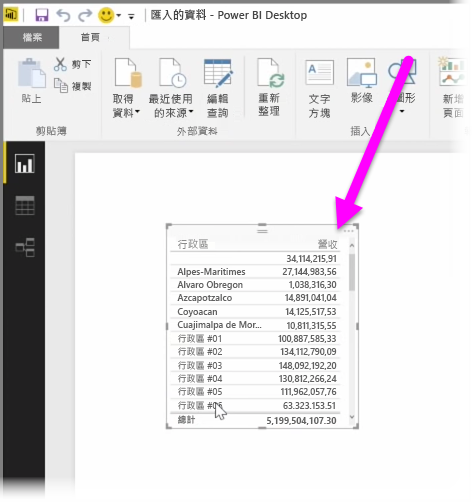 匯入的資料 - Power BI Desktop
檔案 首頁
貼上
剪下
複製
取得
資料
最近使用
的來源
編輯
查詢
重新
整理
文字
方塊
影像
圖形
新增
頁面
剪貼簿 外部資料 插入
行政區 營收
34,114,215,91
Alpes-Maritimes 27,144,983,56
Alvaro Obregon 1,038,316,30
Azcapotzalco 14,891,041,04
Coyoacan 14,125,517,53
Cuajimalpa de Mor... 10,811,315,55
行政區 #01 100,887,585,33
行政區 #02 134,112,790,09
行政區 #03 148,092,192,20
行政區 #04 130,812,266,24
行政區 #05 111,962,057,76
行政區 #06 63.323.153.51
總計 5,199,504,107.30